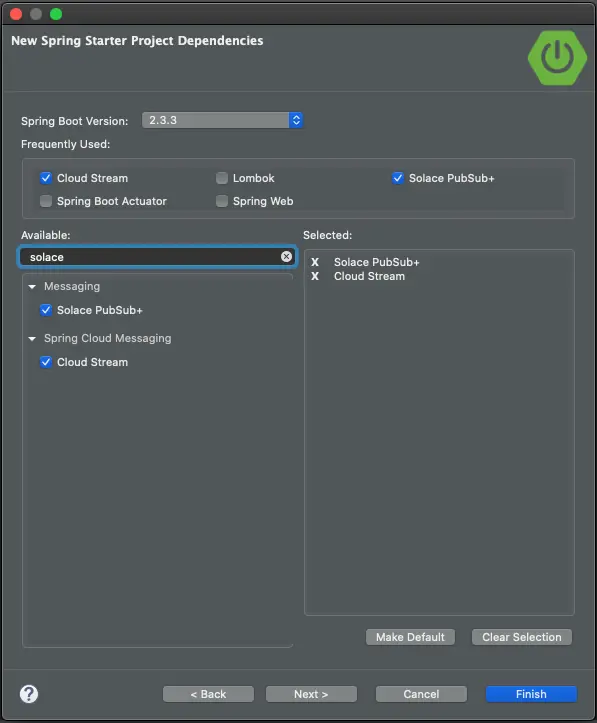 New Spring Starter Project Dependencies
Spring Boot Version: 2.3.3
Frequently Used:
Cloud Stream Lombok Solace PubSub+
Spring Boot Actuator Spring Web
Available: Selected:
solace
Messaging
Solace PubSub+
Spring Cloud Messaging
Cloud Stream
X Solace PubSub+
X Cloud Stream
Make Default Clear Selection
? < Back Next > Cancel Finish